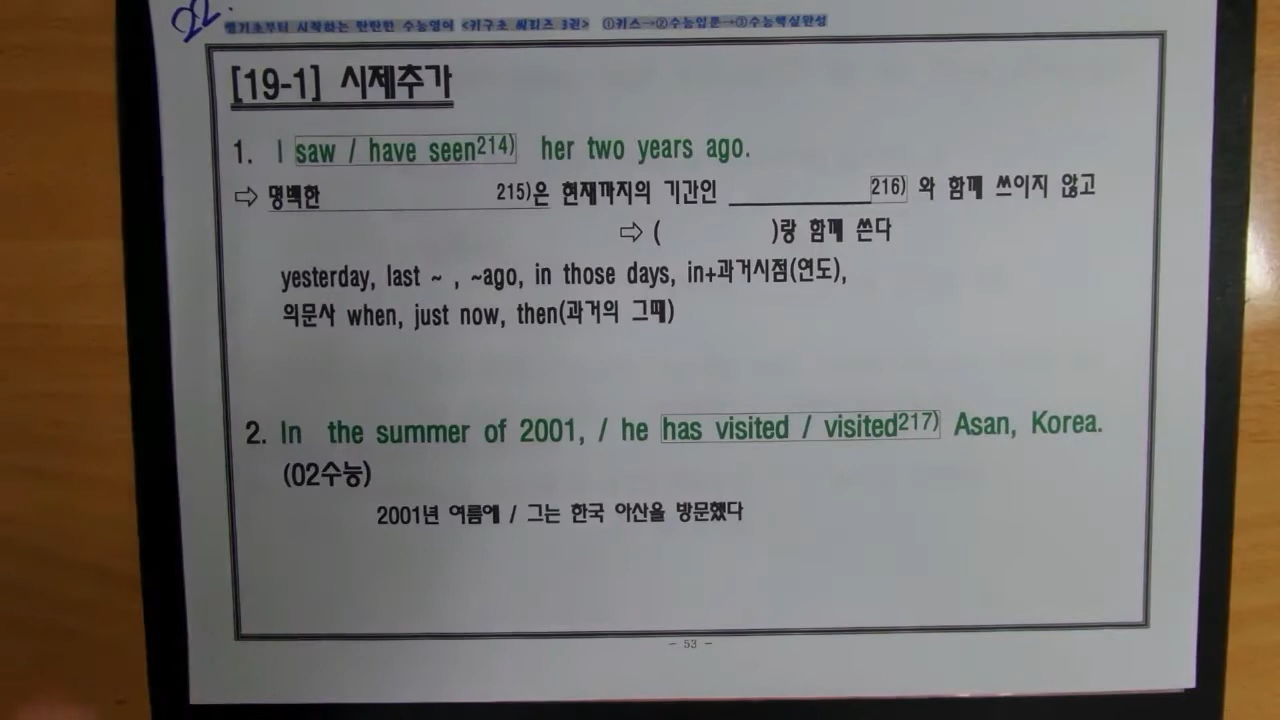 22.
쌩기초부터 시작하는 탄탄한 수능영어 <키구초 씨리즈 3권> ①키스→②수능입문→③수능핵심완성
[19-1] 시제추가
1. I saw / have seen214) her two years ago.
⇨ 명백한 215)은 현재까지의 기간인 ________216) 와 함께 쓰이지 않고
⇨ ( )랑 함께 쓴다
yesterday, last ~ , ~ago, in those days, in+과거시점(연도),
의문사 when, just now, then(과거의 그때)
2. In the summer of 2001, / he has visited / visited217) Asan, Korea.
(02수능)
2001년 여름에 / 그는 한국 아산을 방문했다
- 53 -